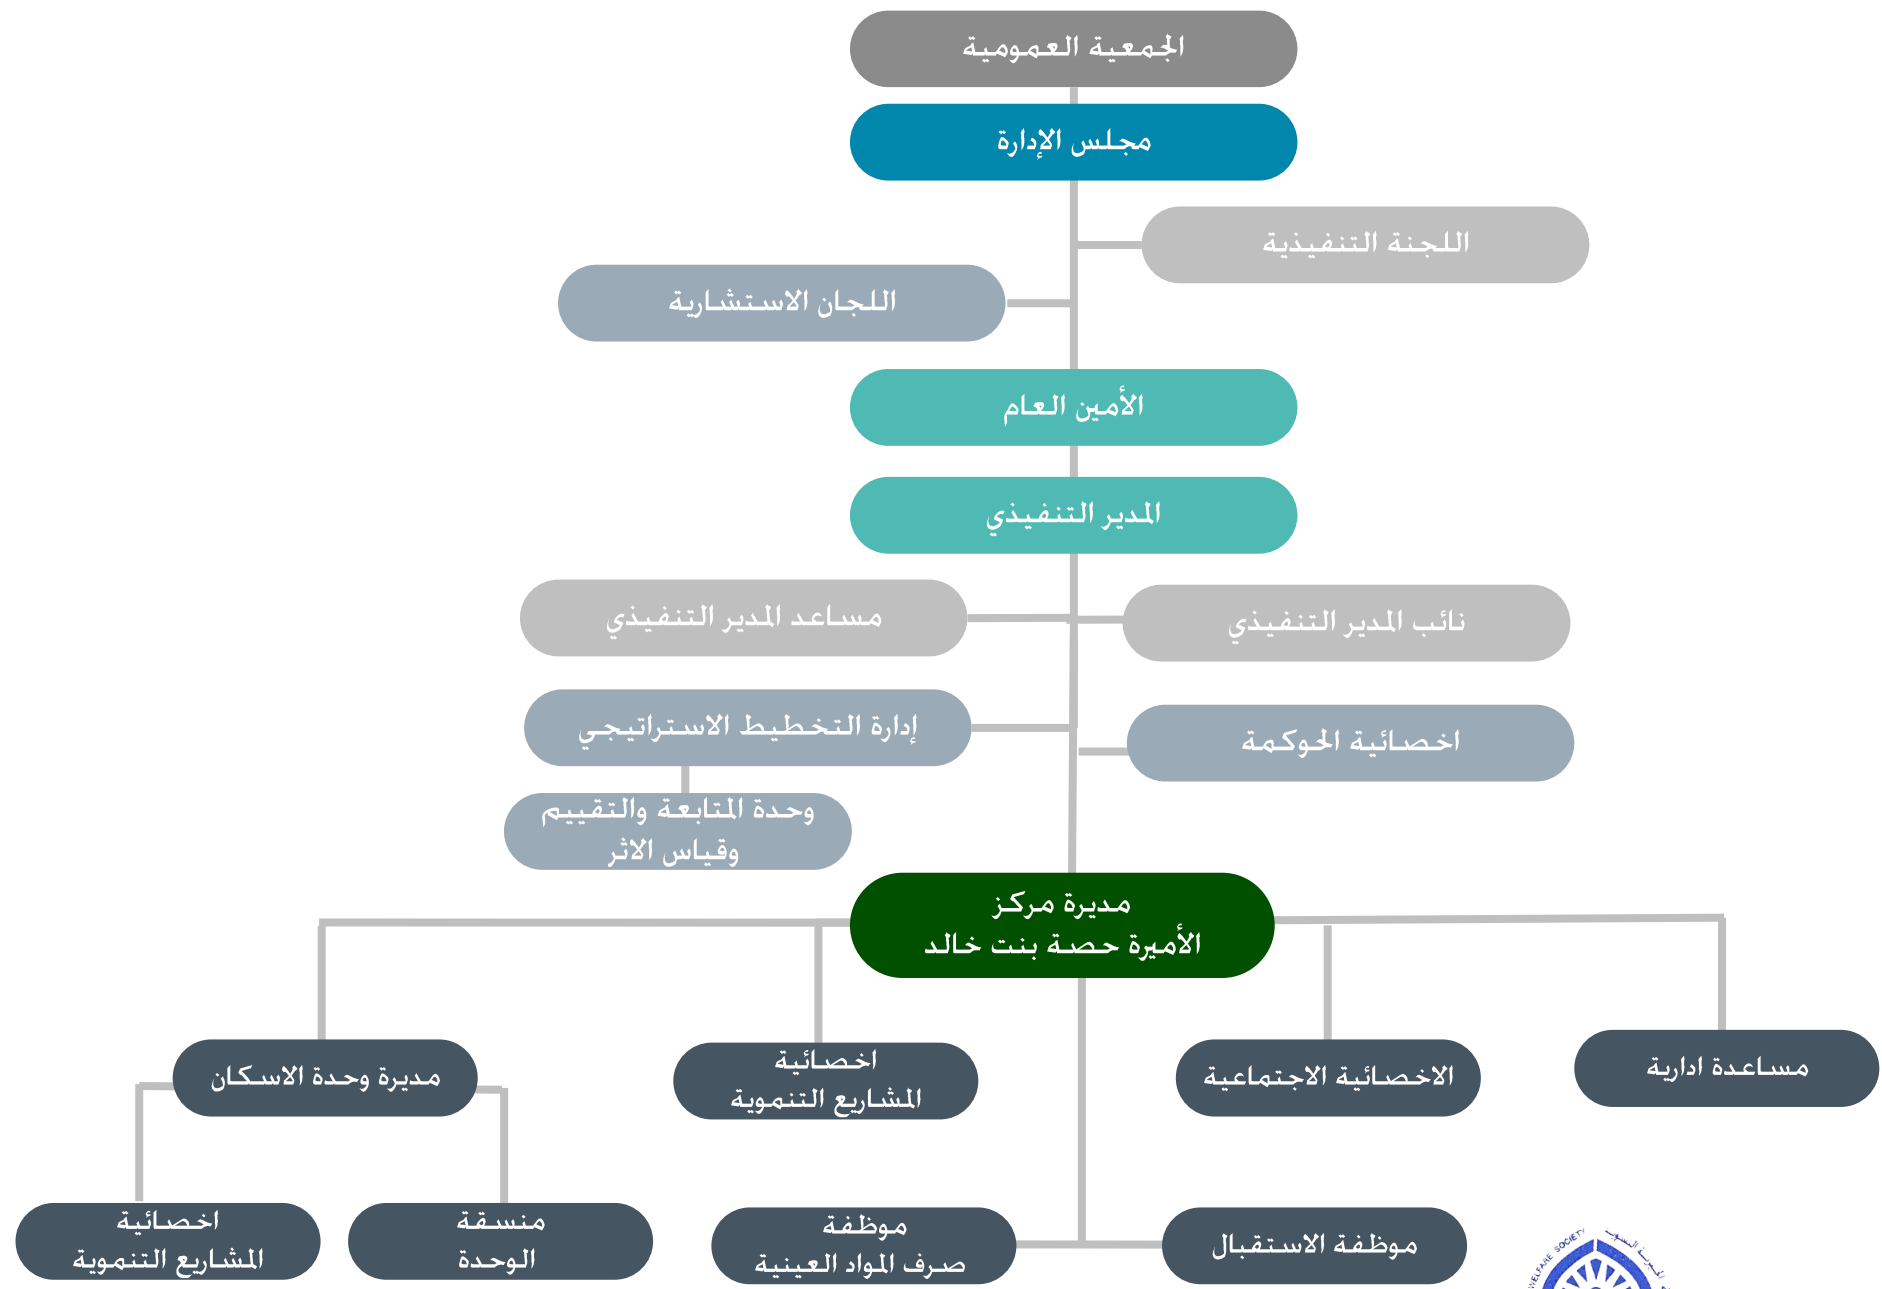 الجمعية العمومية
مجلس الإدارة
اللجنة التنفيذية
اللجان الاستشارية
الأمين العام
المدير التنفيذي
نائب المدير التنفيذي
مساعد المدير التنفيذي
اخصائية الحوكمة
إدارة التخطيط الاستراتيجي
وحدة المتابعة والتقييم
وقياس الاثر
مديرة مركز
الأميرة حصة بنت خالد
مساعدة ادارية
الاخصائية الاجتماعية
اخصائية
المشاريع التنموية
مديرة وحدة الاسكان
موظفة الاستقبال
موظفة
صرف المواد العينية
منسقة
الوحدة
اخصائية
المشاريع التنموية
WELFARE SOCIETY